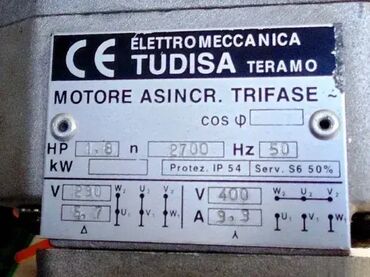 CE ELETTROMECCANICA
TUDISA TERAMO
MOTORE ASINCR. TRIFASE ~
cos φ
HP 1.8 n 2700 Hz 50
kW Protez. IP 54 Serv. S6 50%
V 230 W₂ U₂ V₂ V 400 W₂ U₂ V₂
5.7 U₁ V₁ W₁ A 3.3 U₁ V₁ W₁
Δ Y